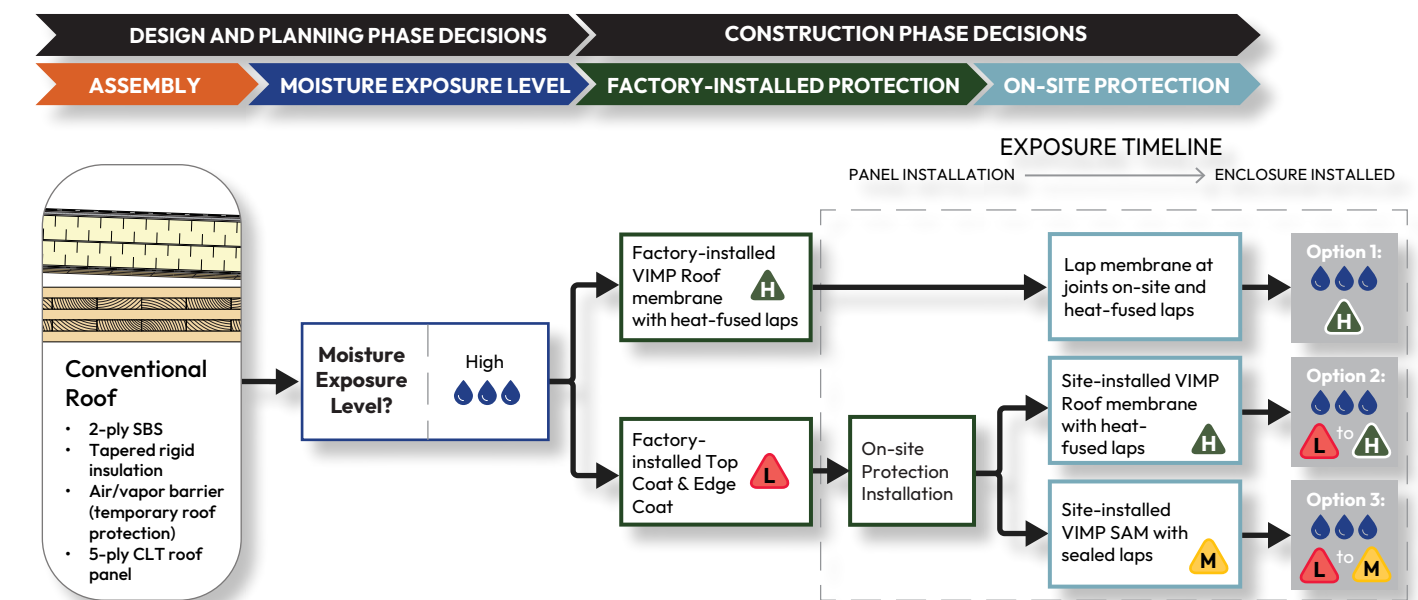 DESIGN AND PLANNING PHASE DECISIONS
CONSTRUCTION PHASE DECISIONS
ASSEMBLY
MOISTURE EXPOSURE LEVEL
FACTORY-INSTALLED PROTECTION
ON-SITE PROTECTION
EXPOSURE TIMELINE
PANEL INSTALLATION
ENCLOSURE INSTALLED
Conventional
Roof
• 2-ply SBS
• Tapered rigid
insulation
• Air/vapor barrier
(temporary roof
protection)
• 5-ply CLT roof
panel
Moisture
Exposure
Level?
High
Factory-installed
VIMP Roof
membrane
with heat-fused laps
H
Factory-
installed Top
Coat & Edge
Coat
L
On-site
Protection
Installation
Lap membrane at
joints on-site and
heat-fused laps
Site-installed VIMP
Roof membrane
with heat-
fused laps
H
Site-installed
VIMP SAM with
sealed laps
M
Option 1:
H
Option 2:
L to H
Option 3:
L to M